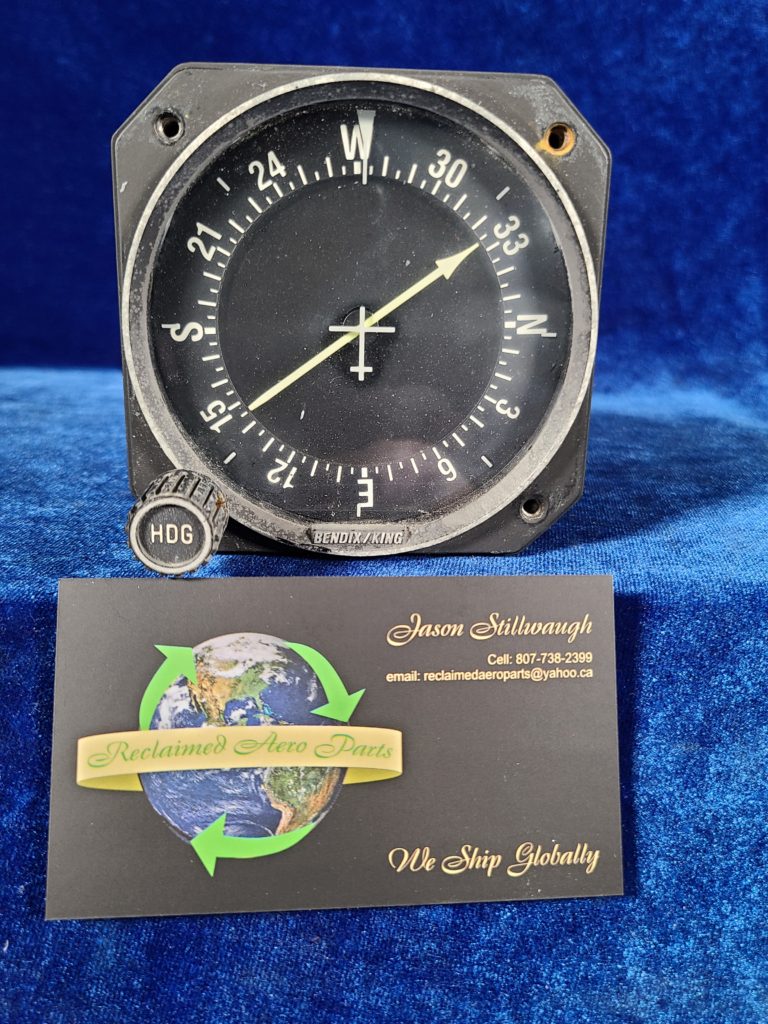 W
30
33
N
3
6
E
12
15
S
21
24
HDG
BENDIX/KING
Jason Stillwaugh
Cell: 807-738-2399
email: reclaimedaeroparts@yahoo.ca
Reclaimed Aero Parts
We Ship Globally